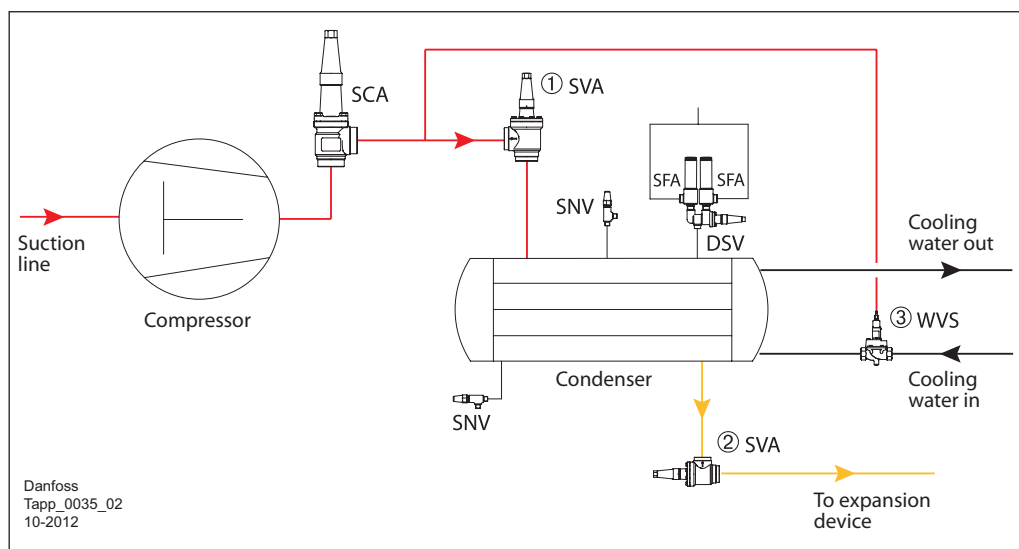 SCA
① SVA
SFA
SFA
SNV
DSV
Cooling
water out
Suction
line
Compressor
③ WVS
Condenser
Cooling
water in
SNV
② SVA
To expansion
device
Danfoss
Tapp_0035_02
10-2012